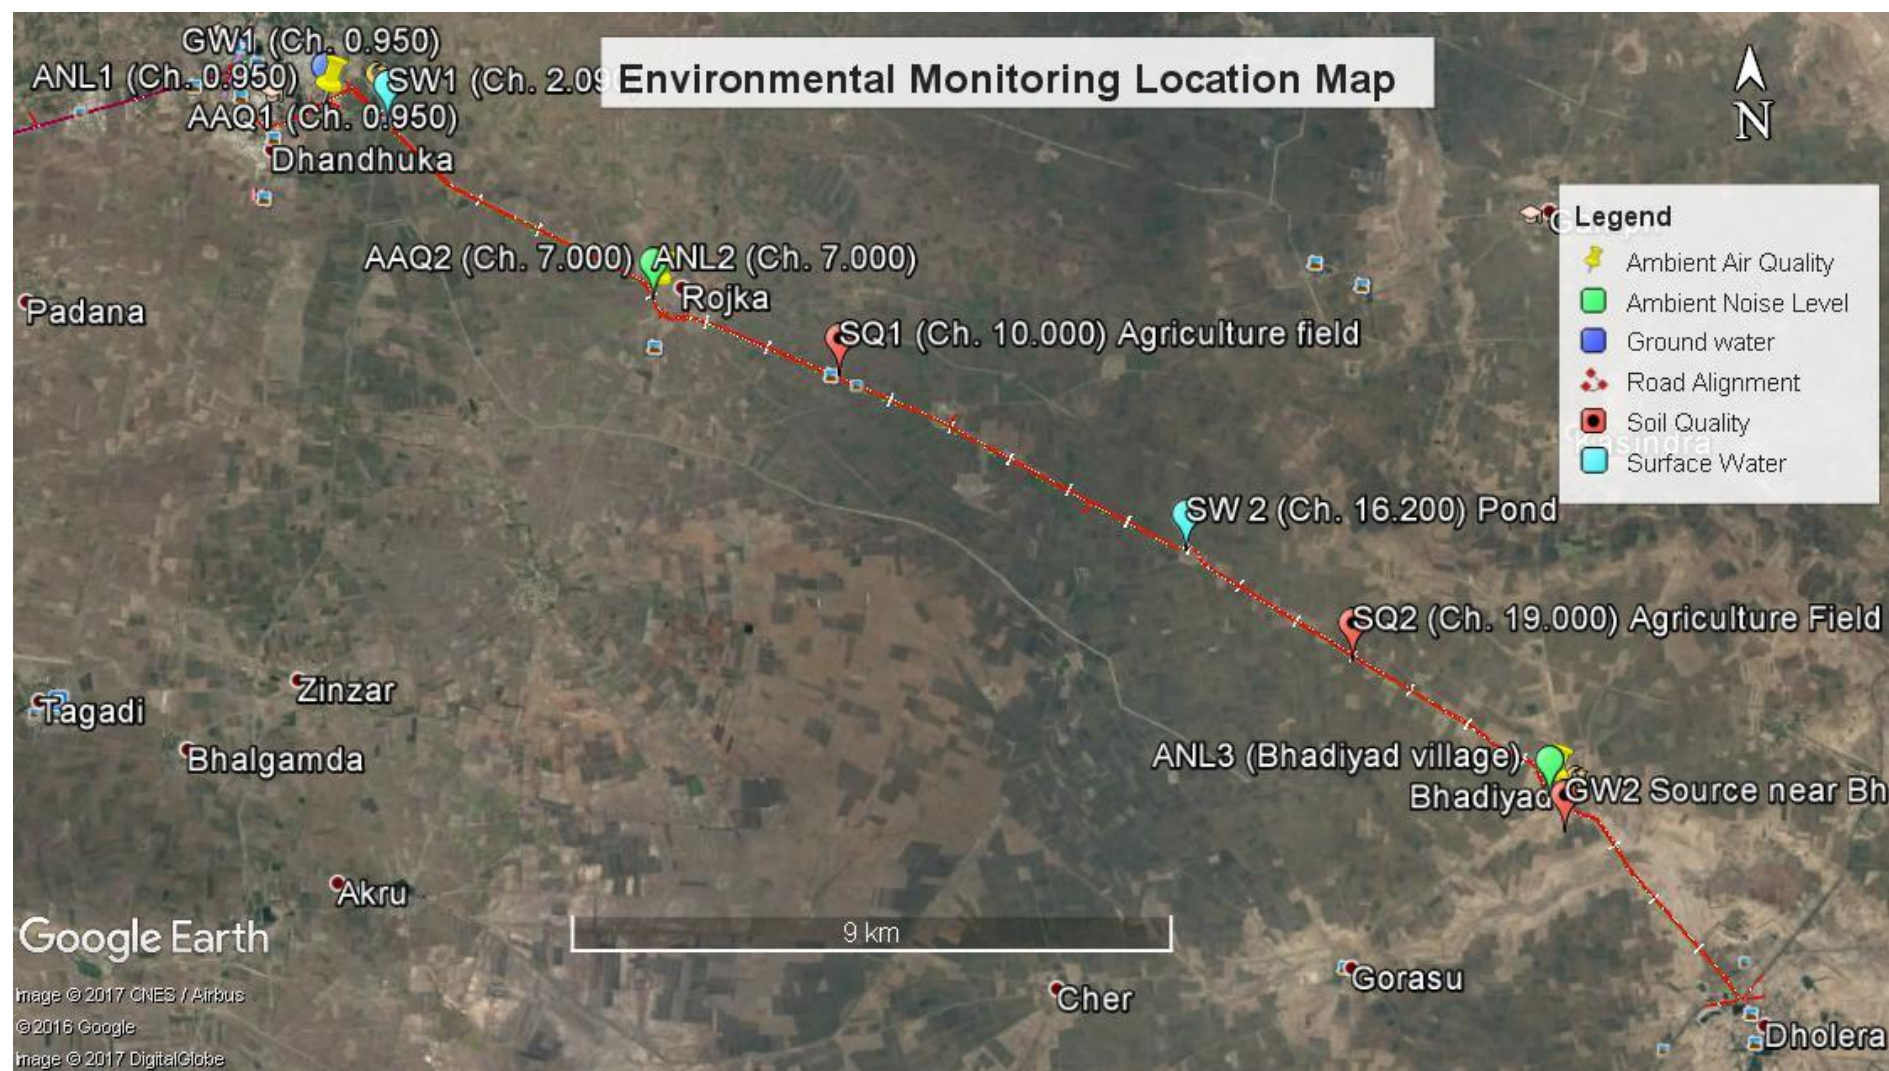 GW1 (Ch. 0.950)
ANL1 (Ch. 0.950)
SW1 (Ch. 2.09
Environmental Monitoring Location Map
AAQ1 (Ch. 0.950)
Dhandhuka
N
Legend
Ambient Air Quality
Ambient Noise Level
Ground water
Road Alignment
Soil Quality
Surface Water
AAQ2 (Ch. 7.000)
ANL2 (Ch. 7.000)
Rojka
Padana
SQ1 (Ch. 10.000) Agriculture field
Kasindra
SW 2 (Ch. 16.200) Pond
SQ2 (Ch. 19.000) Agriculture Field
Zinzar
Tagadi
Bhalgamda
ANL3 (Bhadiyad village)
Bhadiyad
GW2 Source near Bh
Akru
Google Earth
9 km
Gorasu
Cher
Dholera
Image © 2017 CNES / Airbus
© 2016 Google
Image © 2017 DigitalGlobe